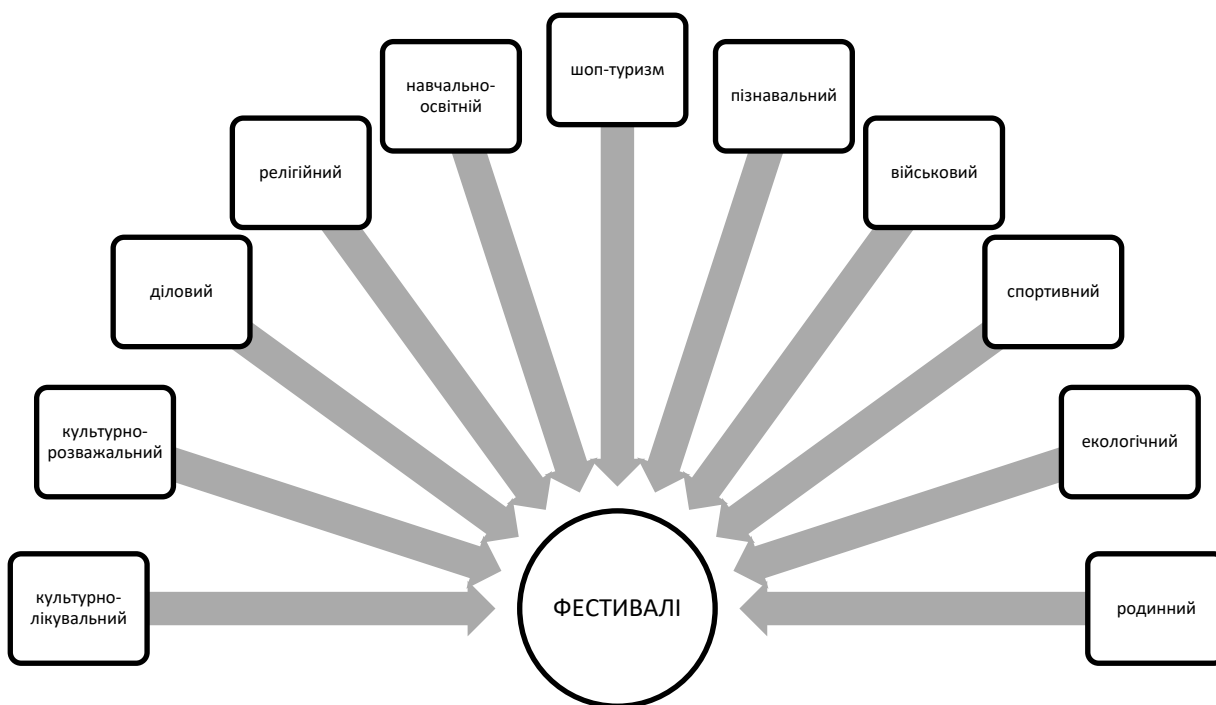 шоп-туризм
навчально-
освітній
пізнавальний
релігійний
військовий
діловий
спортивний
культурно-
розважальний
екологічний
культурно-
лікувальний
ФЕСТИВАЛІ
родинний